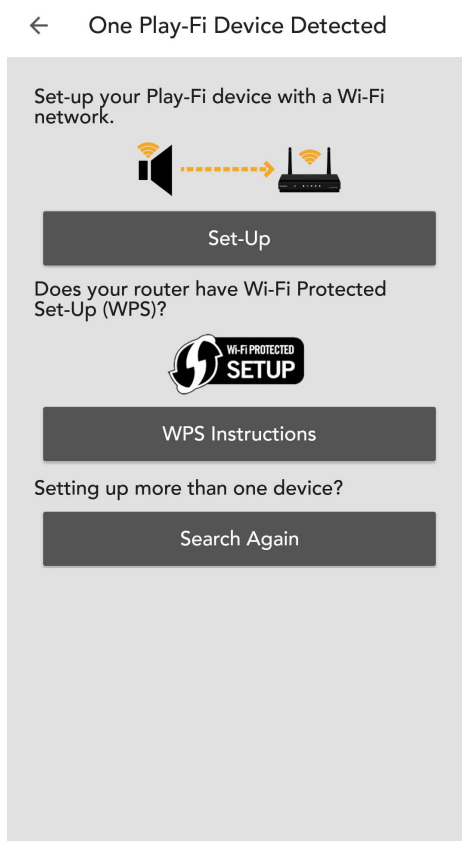 One Play-Fi Device Detected
Set-up your Play-Fi device with a Wi-Fi
network.
Set-Up
Does your router have Wi-Fi Protected
Set-Up (WPS)?
Wi-Fi PROTECTED
SETUP
WPS Instructions
Setting up more than one device?
Search Again